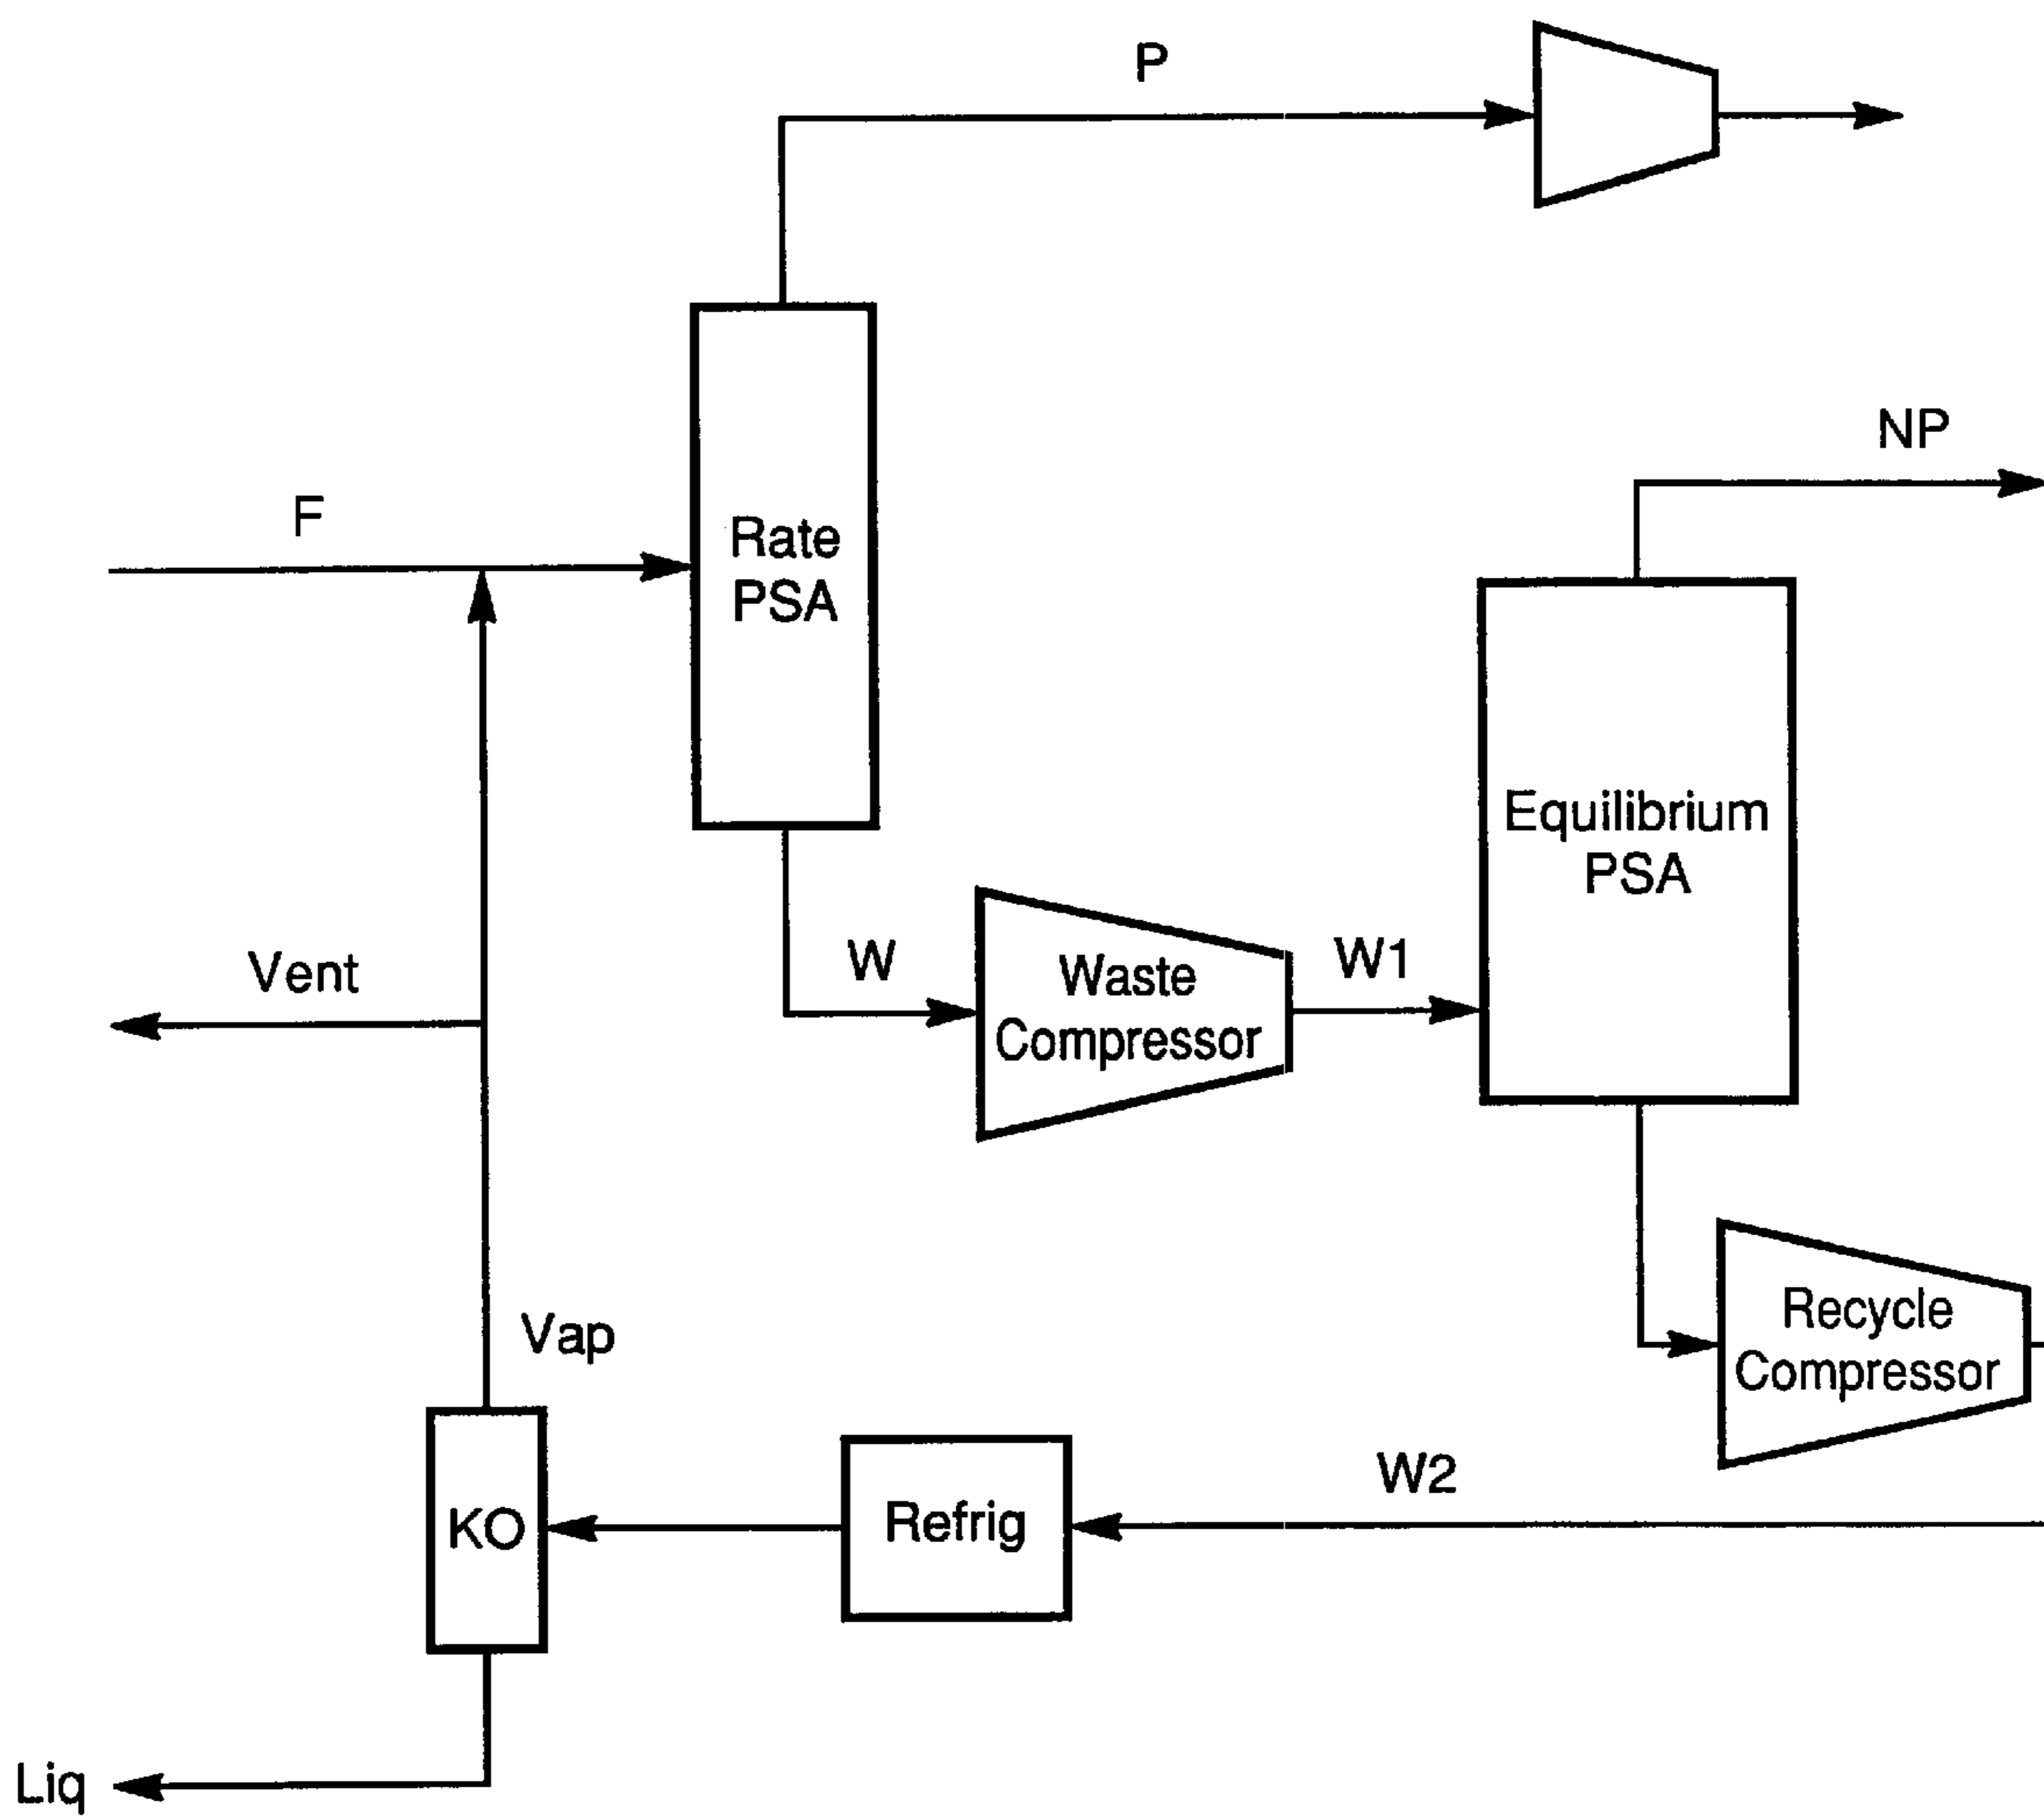 P
NP
F
Rate
PSA
Equilibrium
PSA
Vent
W
Waste
Compressor
W1
Vap
Recycle
Compressor
KO
Refrig
W2
Liq